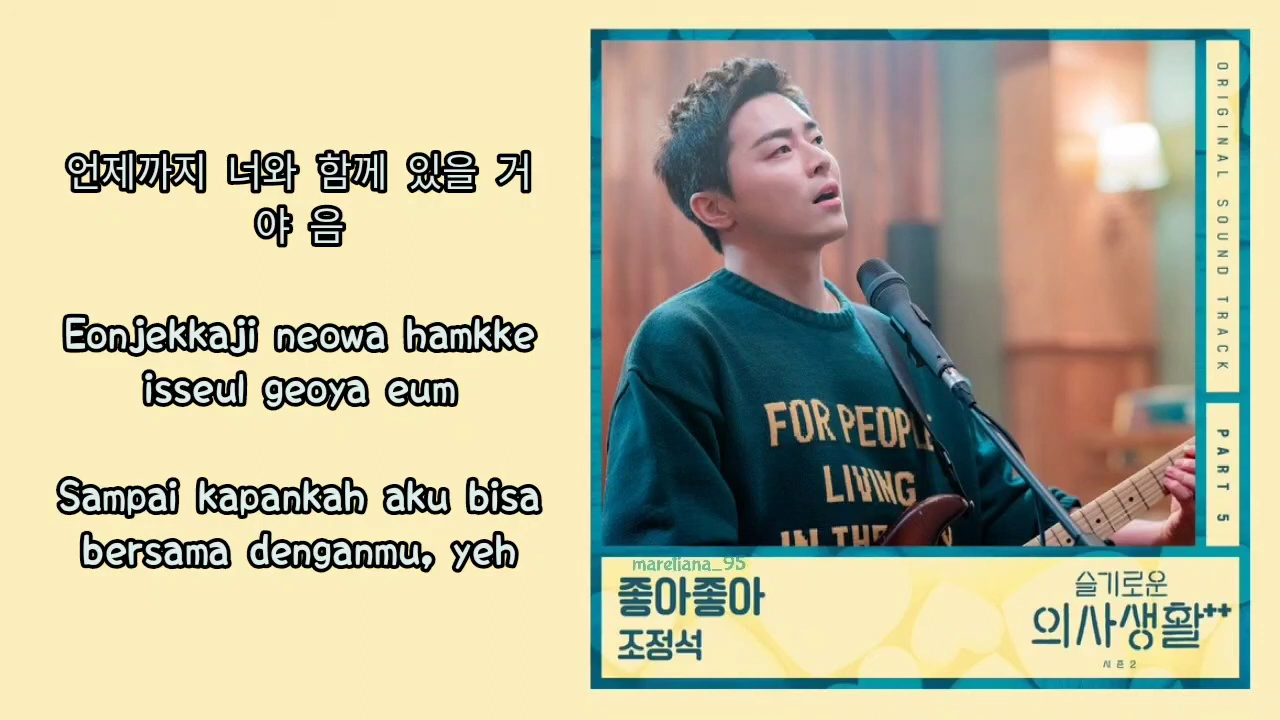 언제까지 너와 함께 있을 거
야 음
Eonjekkaji neowa hamkke
isseul geoya eum
Sampai kapankah aku bisa
bersama denganmu, yeh
ORIGINAL SOUND TRACK
PART 5
FOR PEOPLE
LIVING
IN THE
mareliana_95
좋아좋아
조정석
슬기로운
의사생활++
시즌2